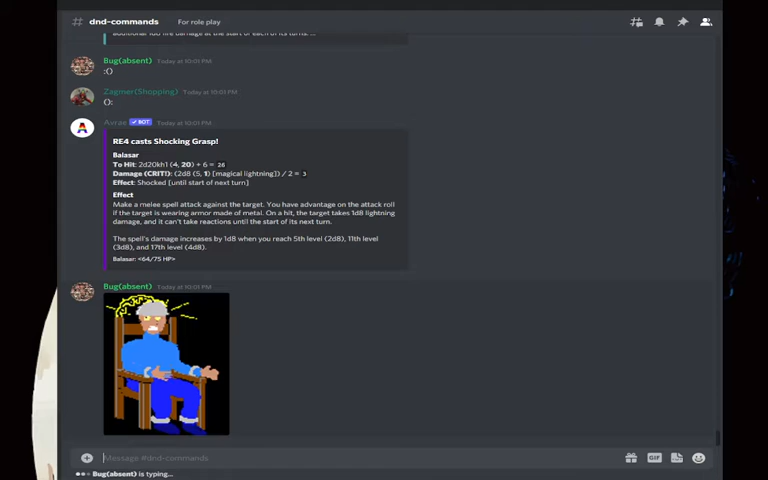 dnd-commands For role play
additional 1d8 fire damage at the start of each of its turns. ...
Bug(absent) Today at 10:01 PM
:()
Zagmer(Shopping) Today at 10:01 PM
():
Avrae BOT Today at 10:01 PM
RE4 casts Shocking Grasp!
Balasar
To Hit: 2d20kh1 (4, 20) + 6 = 26
Damage (CRIT!): (2d8 (5, 1) [magical lightning]) / 2 = 3
Effect: Shocked [until start of next turn]
Effect
Make a melee spell attack against the target. You have advantage on the attack roll
if the target is wearing armor made of metal. On a hit, the target takes 1d8 lightning
damage, and it can't take reactions until the start of its next turn.
The spell's damage increases by 1d8 when you reach 5th level (2d8), 11th level
(3d8), and 17th level (4d8).
Balasar: <64/75 HP>
Bug(absent) Today at 10:01 PM
Message #dnd-commands
GIF
Bug(absent) is typing...